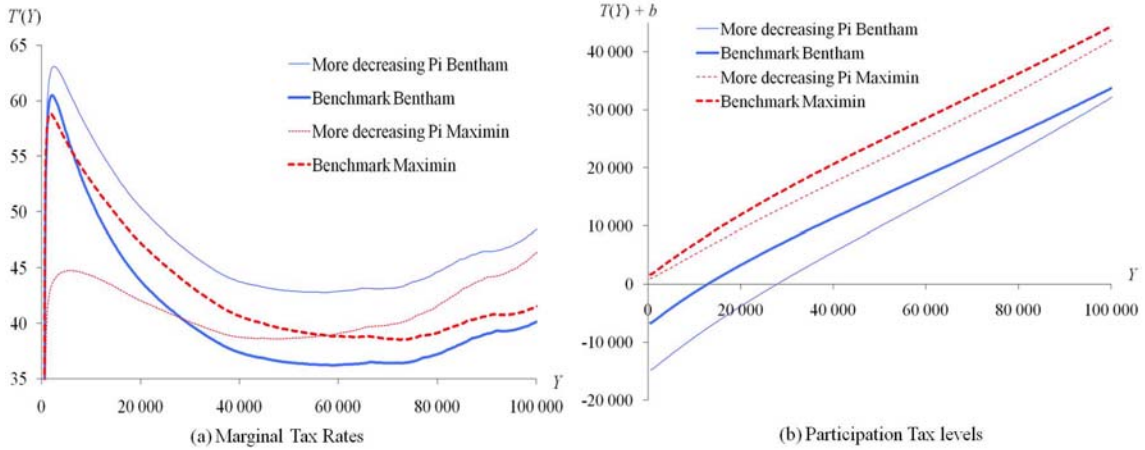 T'(Y)
65
60
55
50
45
40
35
0
20 000
40 000
60 000
80 000
100 000
Y
More decreasing Pi Bentham
Benchmark Bentham
More decreasing Pi Maximin
Benchmark Maximin
(a) Marginal Tax Rates
T(Y) + b
40 000
30 000
20 000
10 000
0
-10 000
-20 000
0
20 000
40 000
60 000
80 000
100 000
Y
More decreasing Pi Bentham
Benchmark Bentham
More decreasing Pi Maximin
Benchmark Maximin
(b) Participation Tax levels